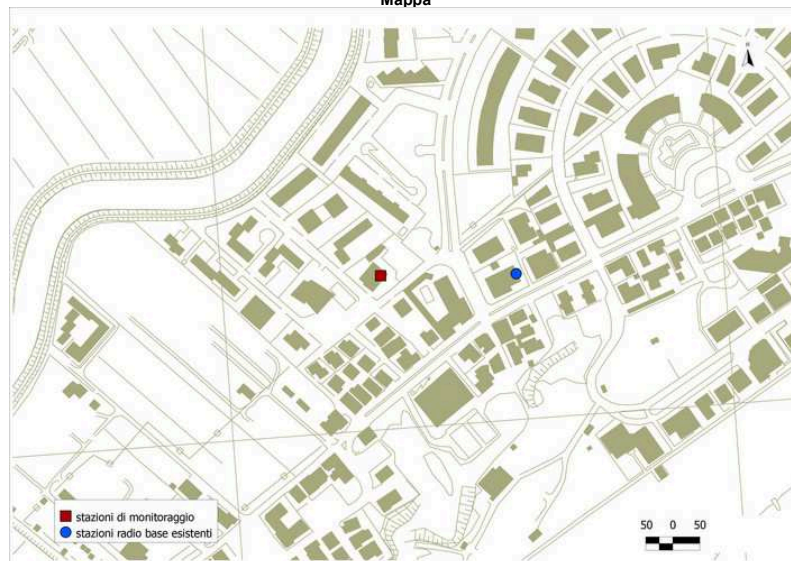 Mappa
stazioni di monitoraggio
stazioni radio base esistenti
50 0 50